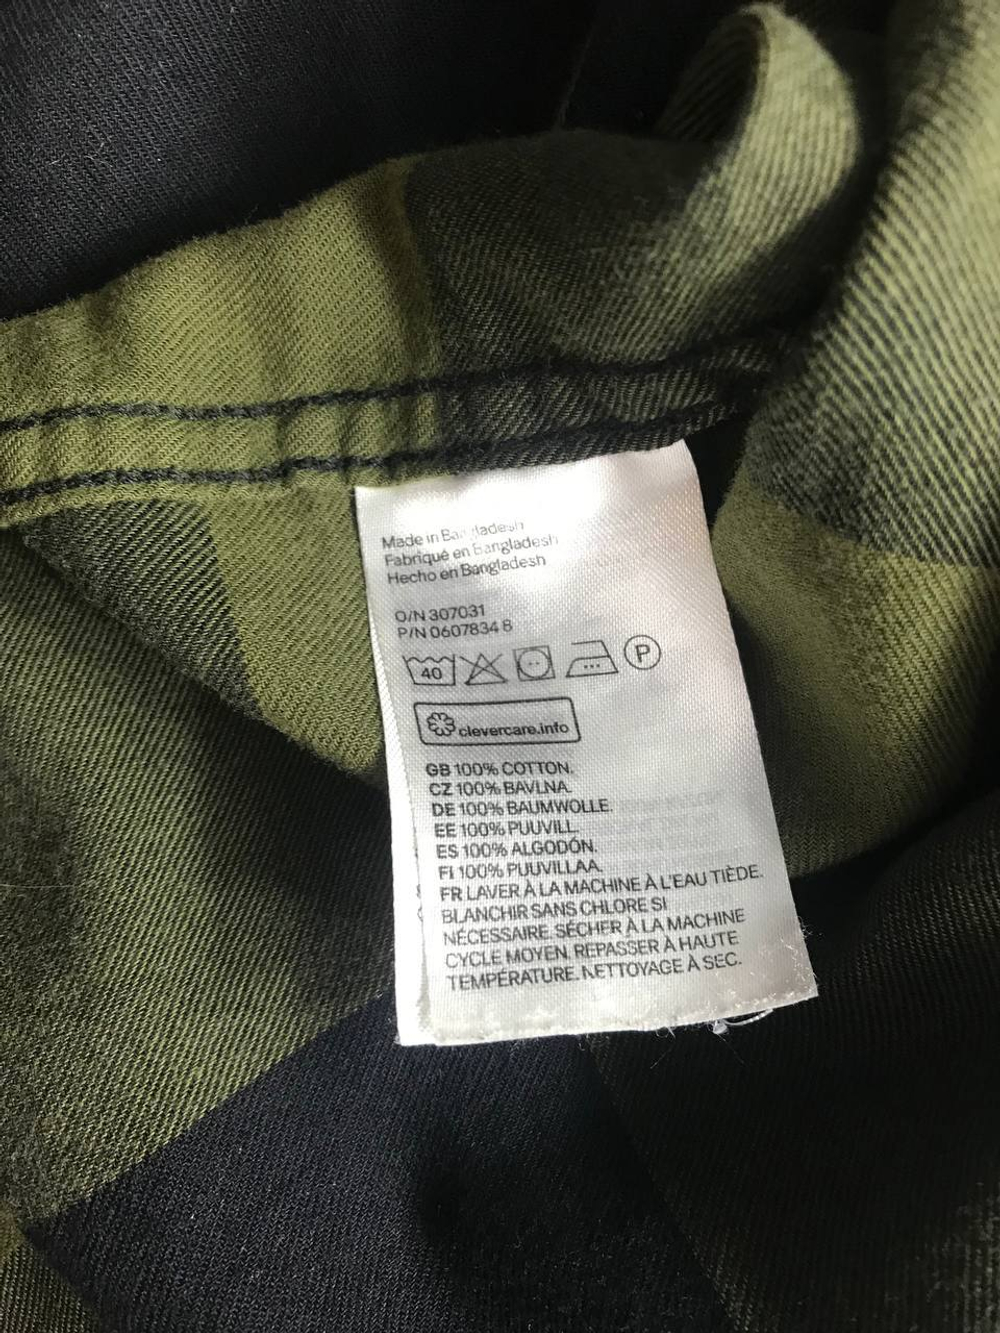 Made in Bangladesh
Fabriqué en Bangladesh
Hecho en Bangladesh
O/N 307031
P/N 0607834 8
40 P
clevercare.info
GB 100% COTTON.
CZ 100% BAVLNA.
DE 100% BAUMWOLLE.
EE 100% PUUVILL.
ES 100% ALGODÓN.
FI 100% PUUVILLAA.
FR LAVER À LA MACHINE À L'EAU TIÈDE.
BLANCHIR SANS CHLORE SI
NÉCESSAIRE. SÉCHER À LA MACHINE
CYCLE MOYEN. REPASSER À HAUTE
TEMPÉRATURE. NETTOYAGE À SEC.